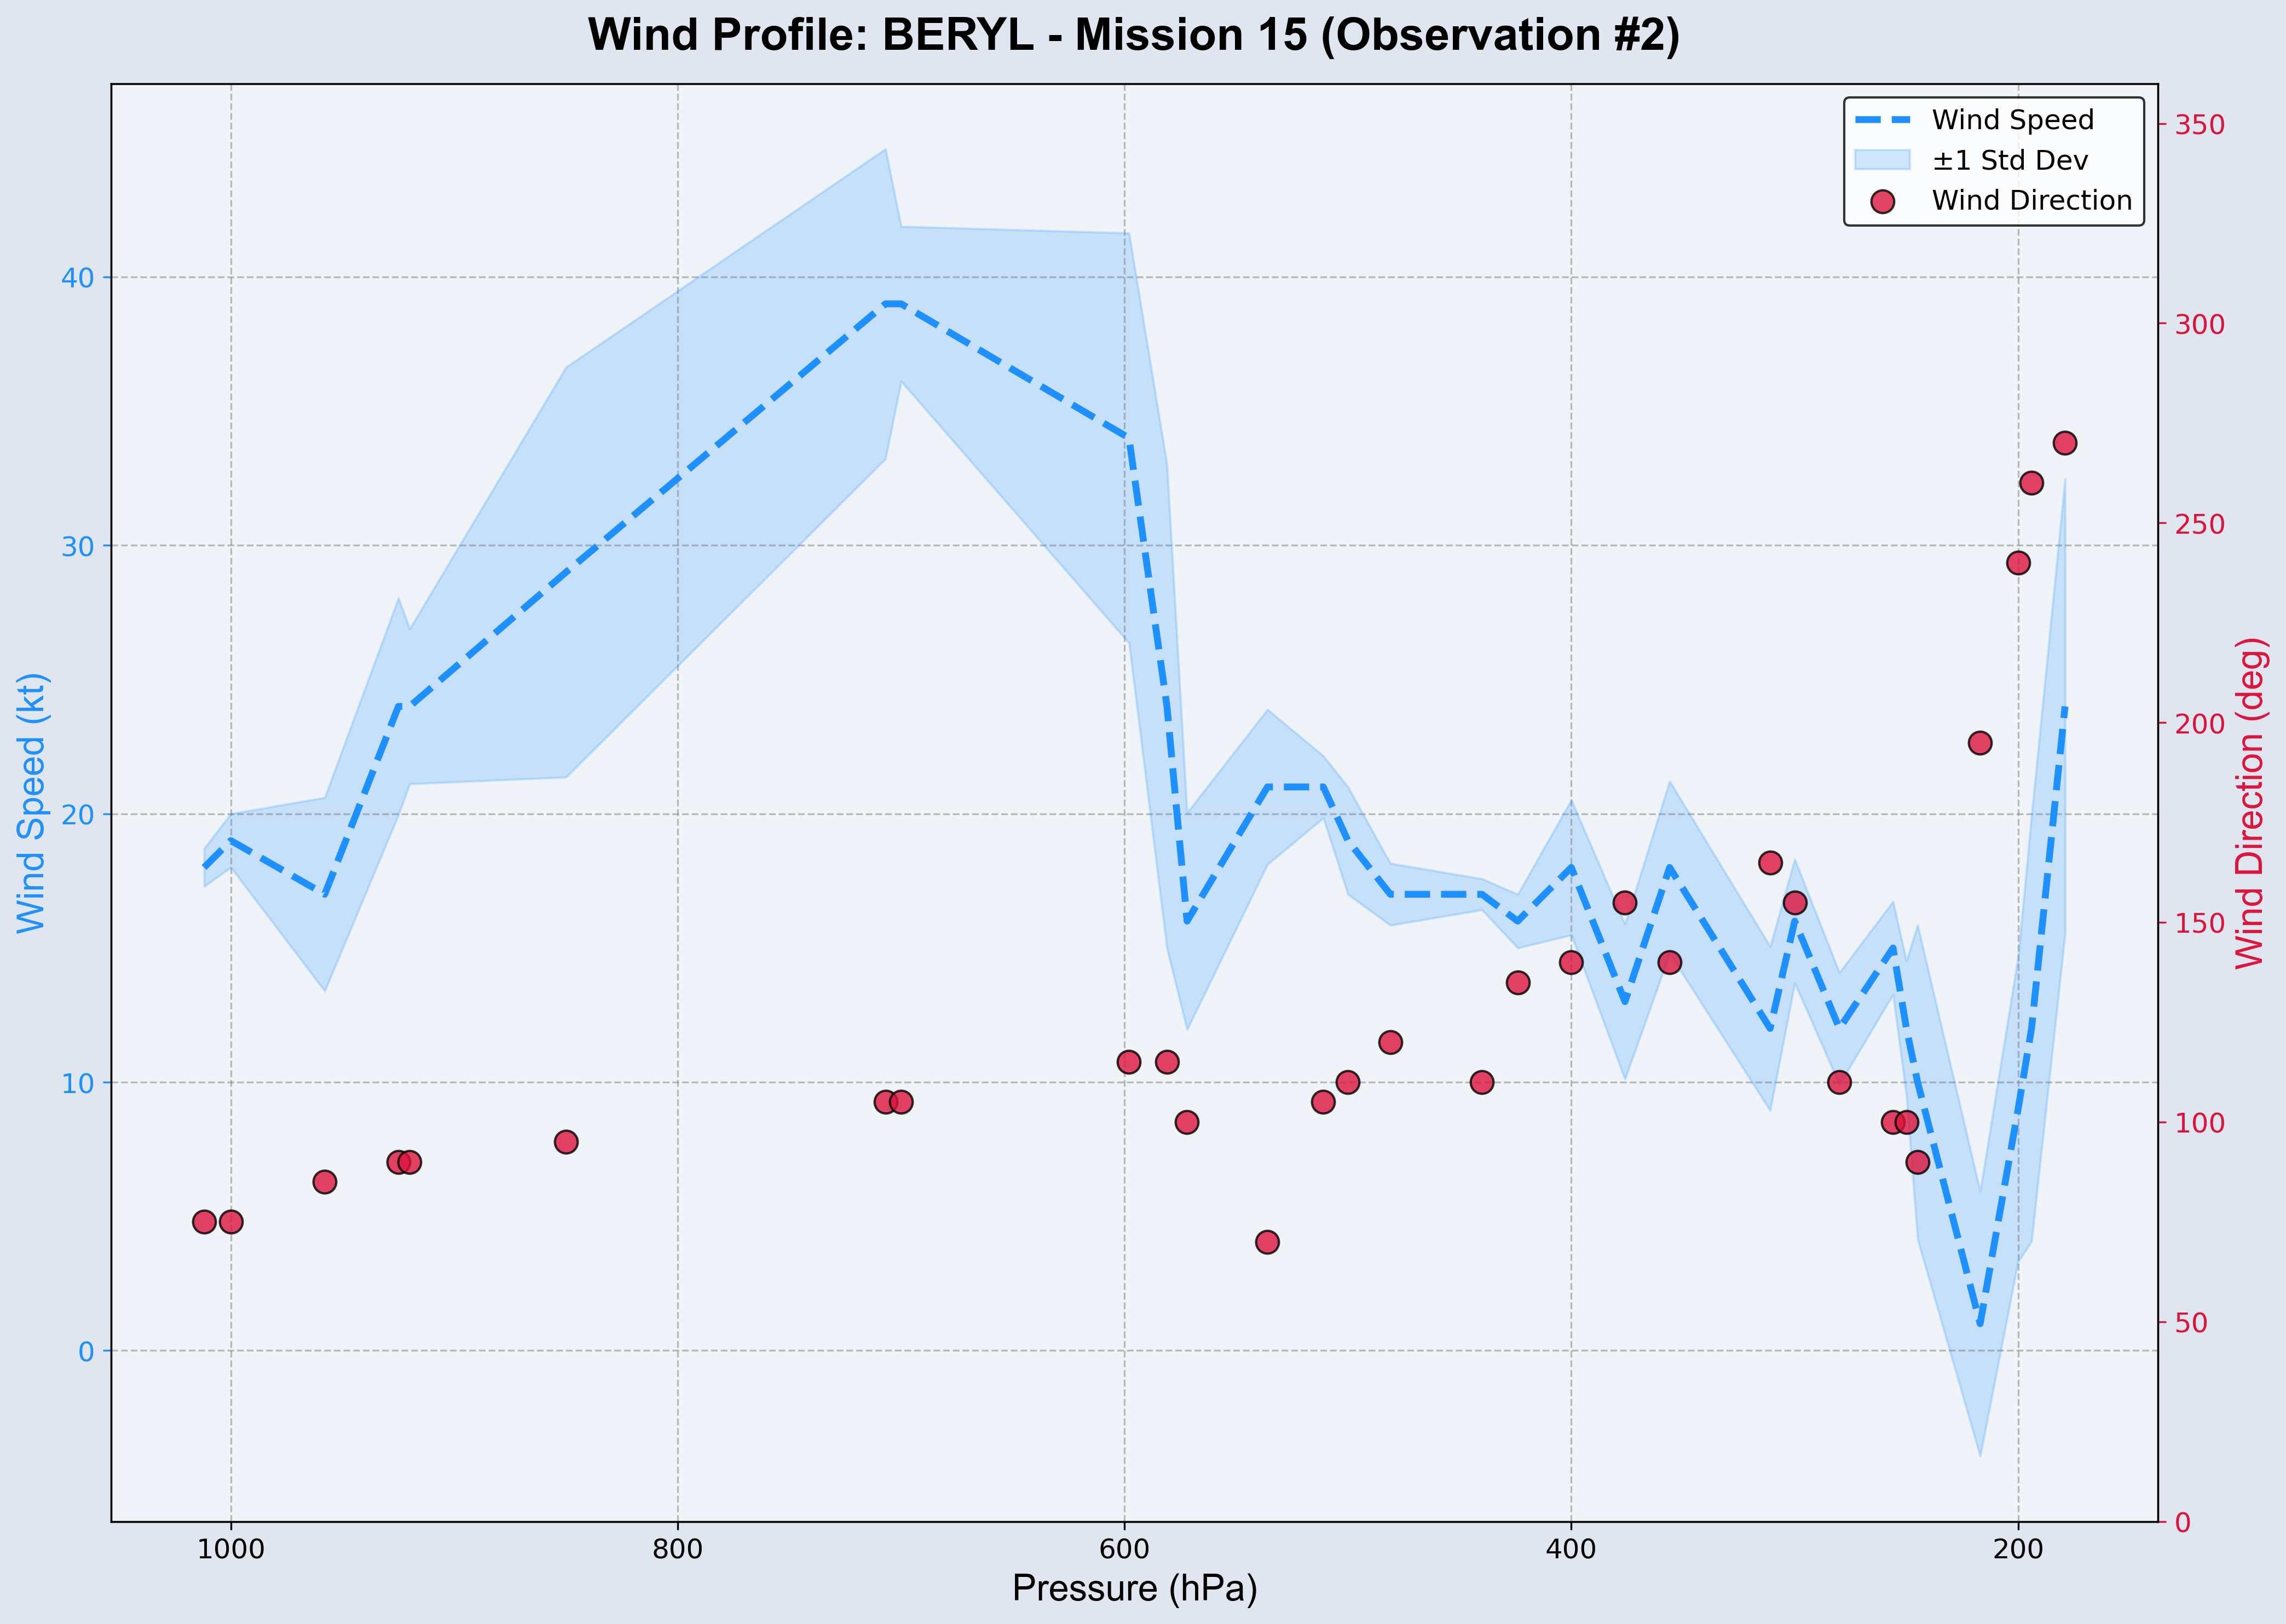 Wind Profile: BERYL - Mission 15 (Observation #2)
Wind Speed
±1 Std Dev
Wind Direction
Wind Speed (kt)
40
30
20
10
0
350
300
250
200
150
100
50
0
Wind Direction (deg)
1000 800 600 400 200
Pressure (hPa)